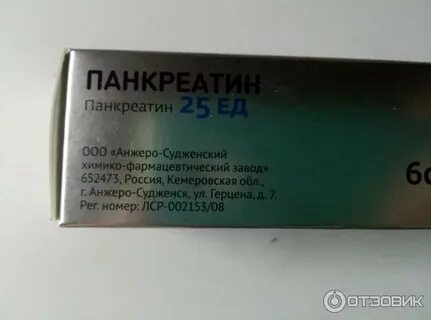 ПАНКРЕАТИН
Панкреатин 25 ЕД
ООО «Анжеро-Судженский
химико-фармацевтический завод»
652473, Россия, Кемеровская обл.,
г. Анжеро-Судженск, ул. Герцена, д. 7.
Рег. номер: ЛСР-002153/08
ОТЗОВИК